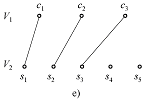 V₁ c₁ c₂ c₃
V₂
s₁ s₂ s₃ s₄ s₅
e)